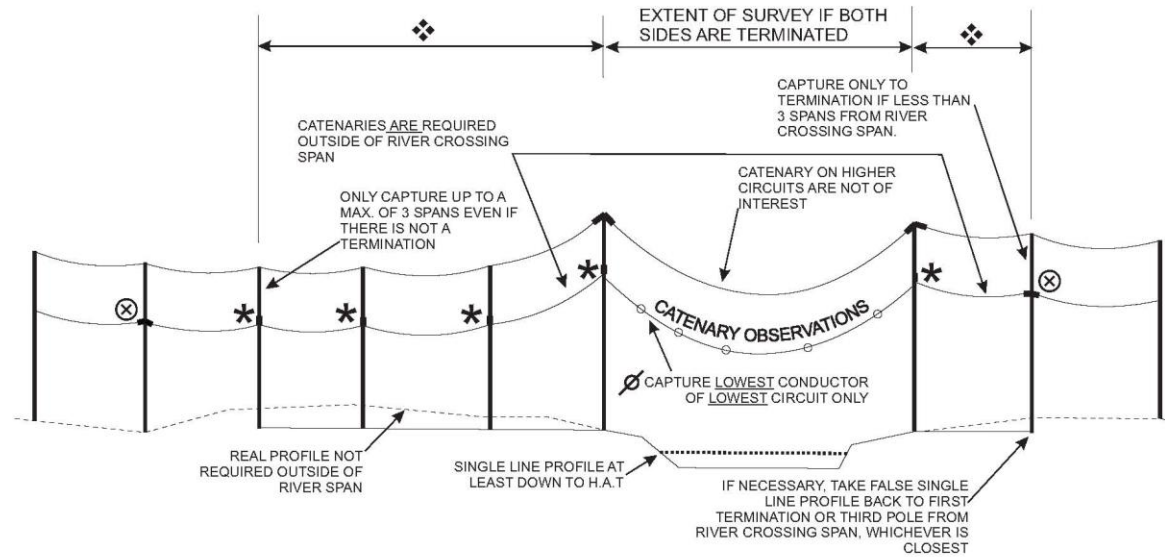 EXTENT OF SURVEY IF BOTH
SIDES ARE TERMINATED
CAPTURE ONLY TO
TERMINATION IF LESS THAN
3 SPANS FROM RIVER
CROSSING SPAN.
CATENARIES ARE REQUIRED
OUTSIDE OF RIVER CROSSING
SPAN
CATENARY ON HIGHER
CIRCUITS ARE NOT OF
INTEREST
ONLY CAPTURE UP TO A
MAX. OF 3 SPANS EVEN IF
THERE IS NOT A
TERMINATION
CATENARY OBSERVATIONS
CAPTURE LOWEST CONDUCTOR
OF LOWEST CIRCUIT ONLY
REAL PROFILE NOT
REQUIRED OUTSIDE OF
RIVER SPAN
SINGLE LINE PROFILE AT
LEAST DOWN TO H.A.T
IF NECESSARY, TAKE FALSE SINGLE
LINE PROFILE BACK TO FIRST
TERMINATION OR THIRD POLE FROM
RIVER CROSSING SPAN, WHICHEVER IS
CLOSEST